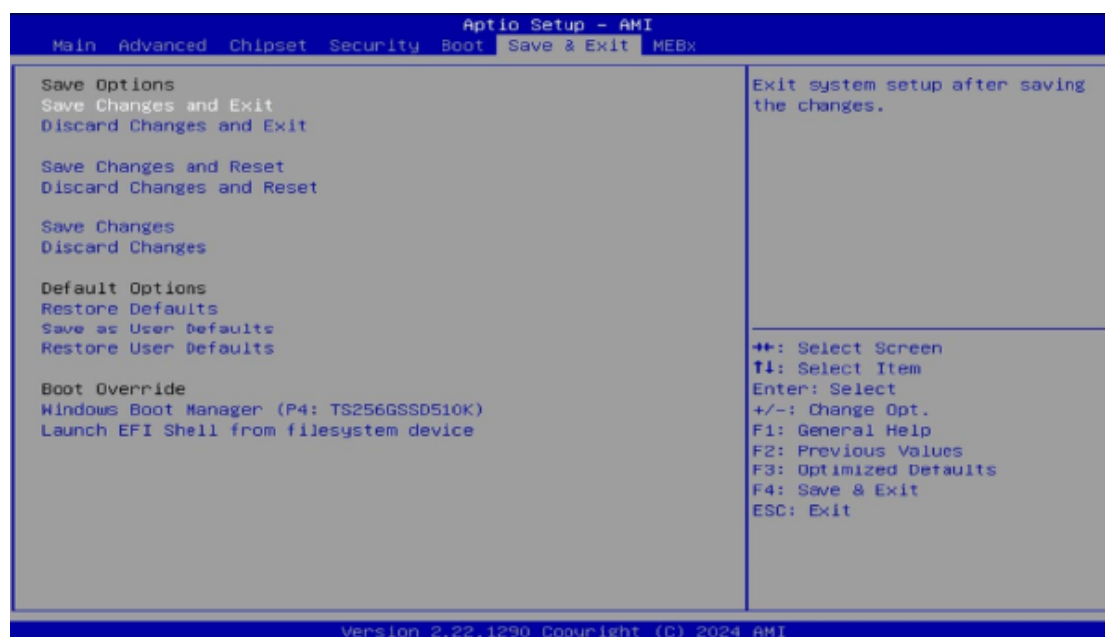 Aptio Setup - AMI
Main Advanced Chipset Security Boot Save & Exit MEBx
Save Options
Save Changes and Exit
Discard Changes and Exit
Save Changes and Reset
Discard Changes and Reset
Save Changes
Discard Changes
Default Options
Restore Defaults
Save as User Defaults
Restore User Defaults
Boot Override
Windows Boot Manager (P4: TS256GSSD510K)
Launch EFI Shell from filesystem device
Exit system setup after saving
the changes.
→←: Select Screen
↑↓: Select Item
Enter: Select
+/-: Change Opt.
F1: General Help
F2: Previous Values
F3: Optimized Defaults
F4: Save & Exit
ESC: Exit
Version 2.22.1290 Copyright (C) 2024 AMI